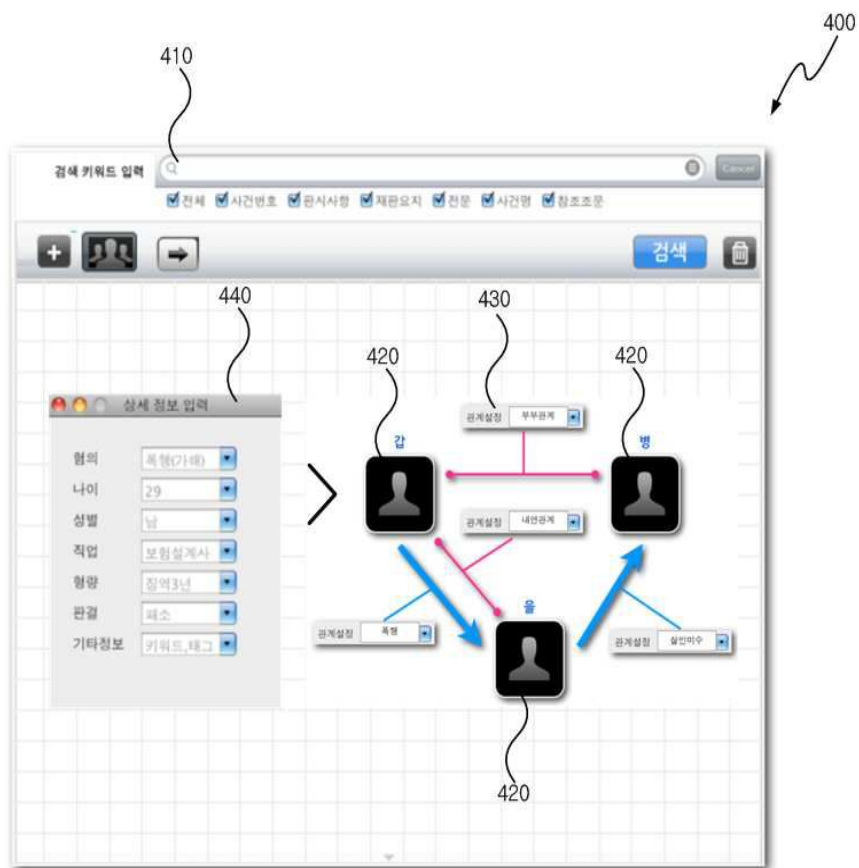 400
410
검색 키워드 입력
Cancel
전체 사건번호 판시사항 재판요지 전문 사건명 참조조문
검색
440
430
420
420
상세 정보 입력
관계설정 부부관계
갑
병
혐의 폭행(가해)
나이 29
성별 남
직업 보험설계사
형량 징역3년
판결 패소
기타정보 키워드,태그
관계설정 내연관계
을
관계설정 폭행
관계설정 살인미수
420